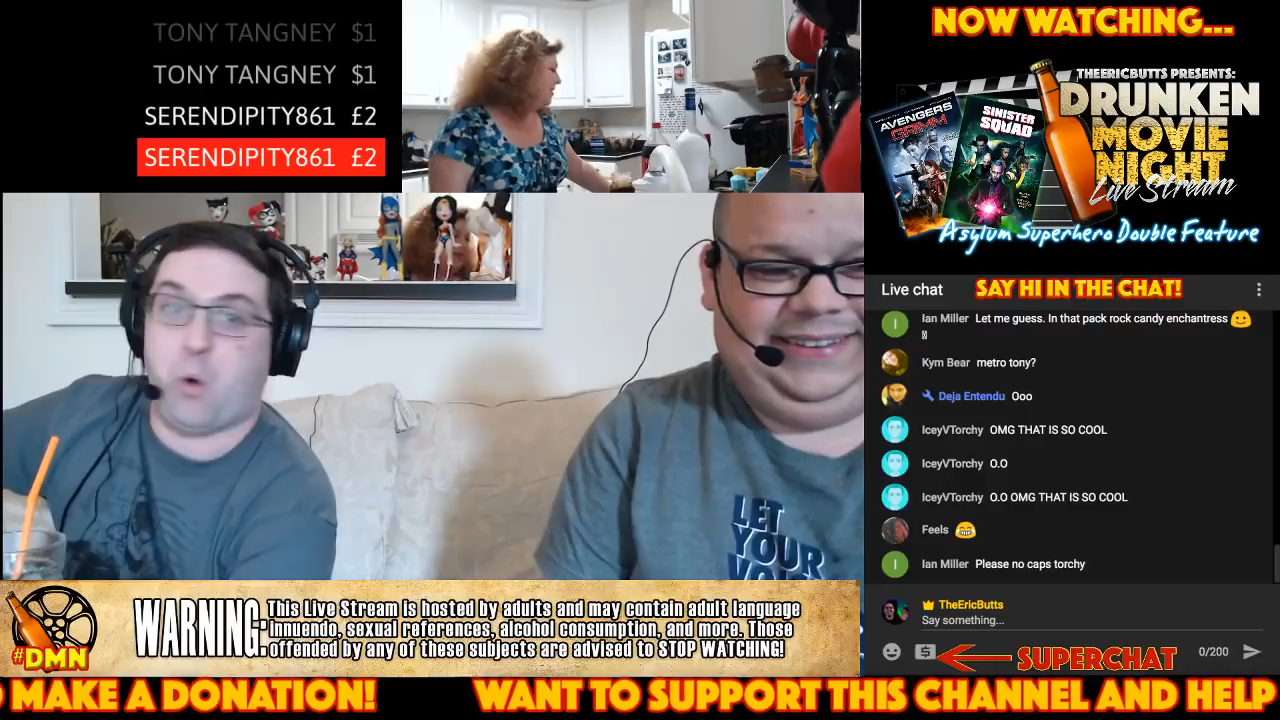 TONY TANGNEY $1
TONY TANGNEY $1
SERENDIPITY861 £2
SERENDIPITY861 £2
NOW WATCHING...
THEERICBUTTS PRESENTS:
DRUNKEN
MOVIE
NIGHT
Live Stream
AVENGERS
GRIMM
SINISTER
SQUAD
Asylum Superhero Double Feature
Live chat
SAY HI IN THE CHAT!
Ian Miller Let me guess. In that pack rock candy enchantress
Kym Bear metro tony?
Deja Entendu Ooo
IceyVTorchy OMG THAT IS SO COOL
IceyVTorchy O.O
IceyVTorchy O.O OMG THAT IS SO COOL
Feels
Ian Miller Please no caps torchy
TheEricButts
Say something...
SUPERCHAT
0/200
LET
YOUR
#DMN
WARNING:
This Live Stream is hosted by adults and may contain adult language
innuendo, sexual references, alcohol consumption, and more. Those
offended by any of these subjects are advised to STOP WATCHING!
MAKE A DONATION!
WANT TO SUPPORT THIS CHANNEL AND HELP